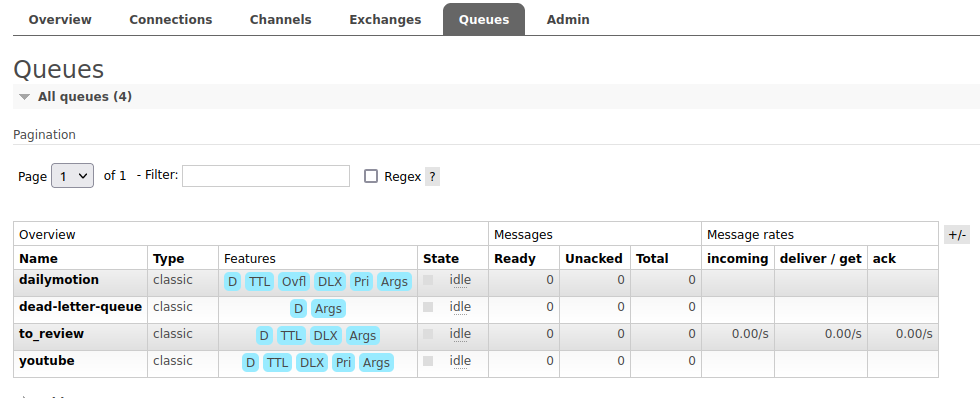 Overview Connections Channels Exchanges Queues Admin
Queues
All queues (4)
Pagination
Page 1 of 1 - Filter: Regex ?
Overview Messages Message rates +/-
Name Type Features State Ready Unacked Total incoming deliver / get ack
dailymotion classic D TTL Ovfl DLX Pri Args idle 0 0 0
dead-letter-queue classic D Args idle 0 0 0
to_review classic D TTL DLX Args idle 0 0 0 0.00/s 0.00/s 0.00/s
youtube classic D TTL DLX Pri Args idle 0 0 0